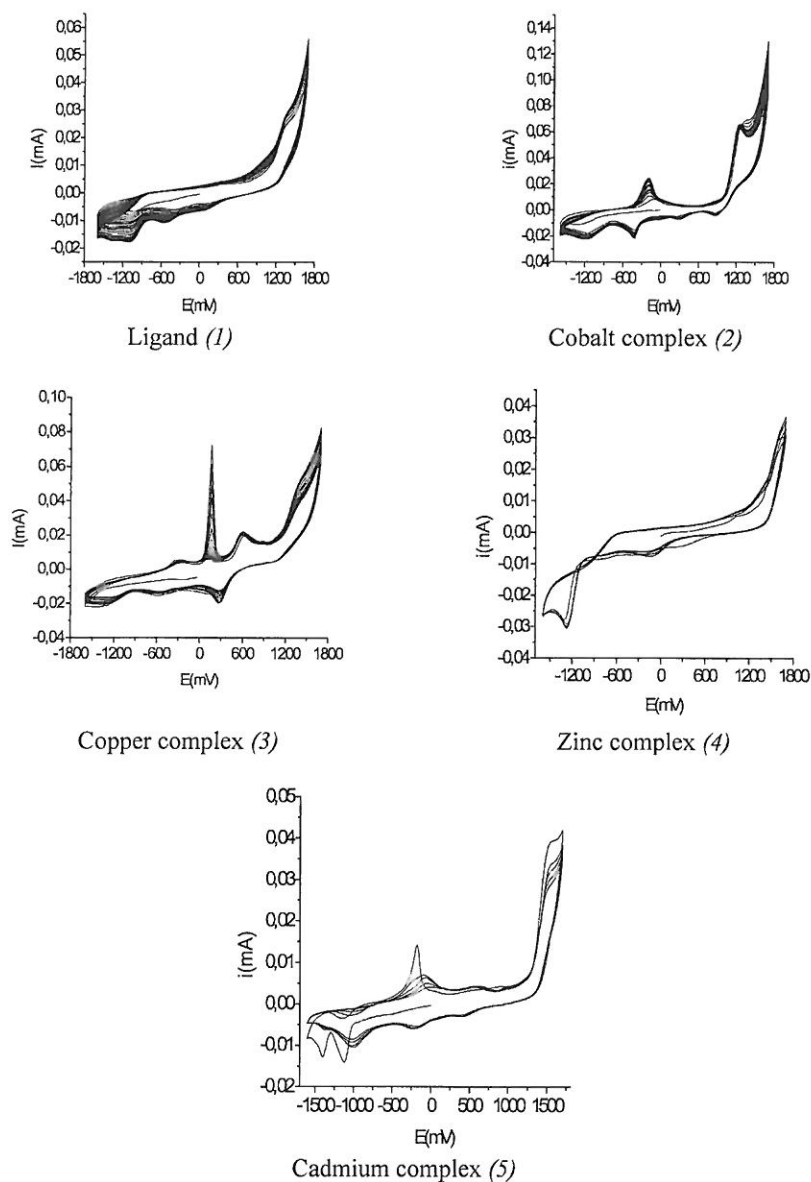 0,06
0,05
0,04
0,03
0,02
0,01
0,00
-0,01
-0,02
I(mA)
-1800 -1200 -600 0 600 1200 1800
E(mV)
Ligand (1)
0,14
0,12
0,10
0,08
0,06
0,04
0,02
0,00
-0,02
-0,04
i(mA)
-1800 -1200 -600 0 600 1200 1800
E(mV)
Cobalt complex (2)
0,10
0,08
0,06
0,04
0,02
0,00
-0,02
-0,04
I(mA)
-1800 -1200 -600 0 600 1200 1800
E(mV)
Copper complex (3)
0,04
0,03
0,02
0,01
0,00
-0,01
-0,02
-0,03
-0,04
i(mA)
-1200 -600 0 600 1200 1800
E(mV)
Zinc complex (4)
0,05
0,04
0,03
0,02
0,01
0,00
-0,01
-0,02
i(mA)
-1500 -1000 -500 0 500 1000 1500
E(mV)
Cadmium complex (5)